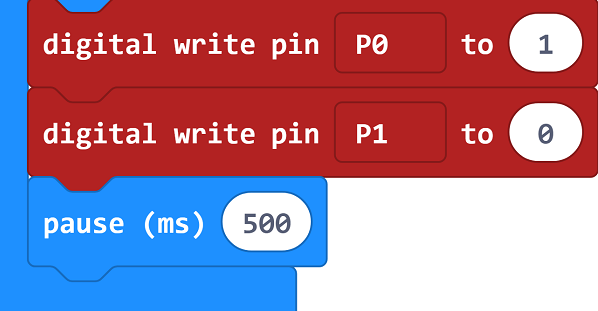 digital write pin P0 to 1
digital write pin P1 to 0
pause (ms) 500